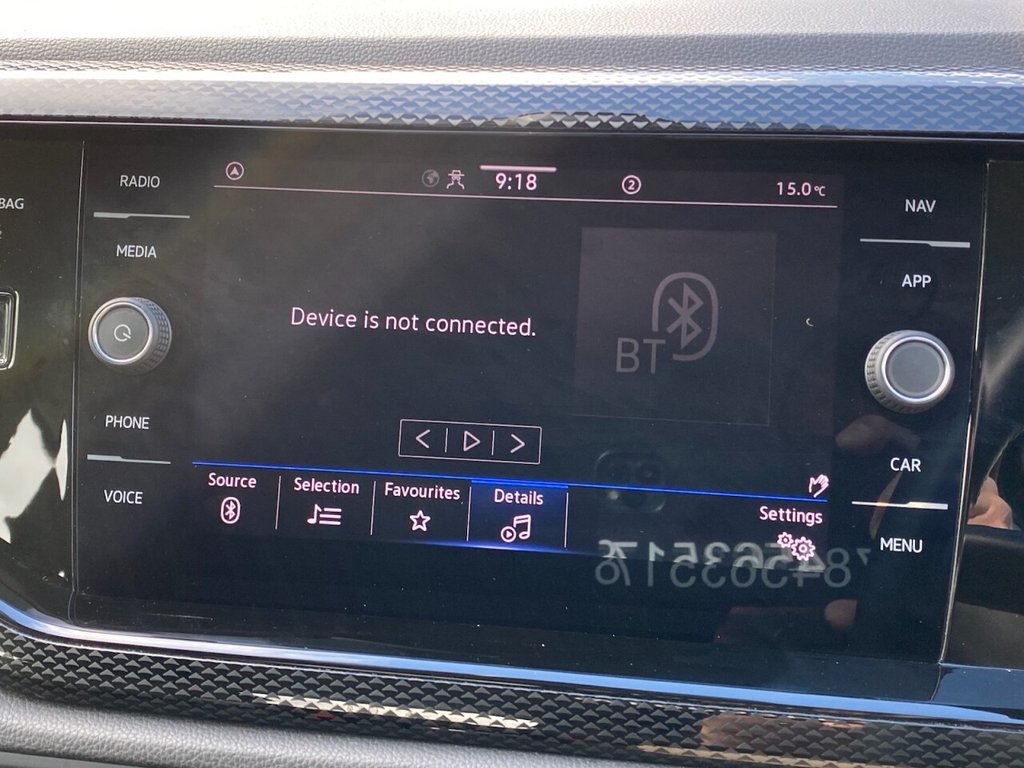 BAG
RADIO
MEDIA
PHONE
VOICE
9:18
2
15.0°C
Device is not connected.
BT
Source
Selection
Favourites
Details
Settings
NAV
APP
CAR
MENU